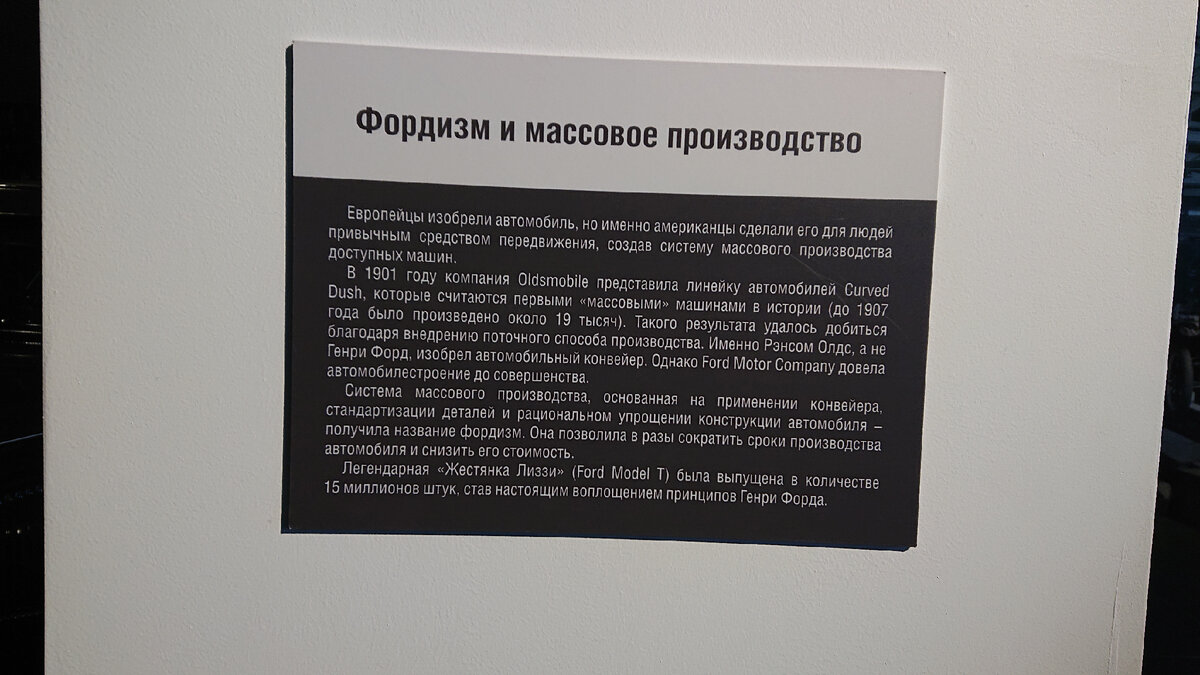 Фордизм и массовое производство
Европейцы изобрели автомобиль, но именно американцы сделали его для людей
привычным средством передвижения, создав систему массового производства
доступных машин.
В 1901 году компания Oldsmobile представила линейку автомобилей Curved
Dush, которые считаются первыми «массовыми» машинами в истории (до 1907
года было произведено около 19 тысяч). Такого результата удалось добиться
благодаря внедрению поточного способа производства. Именно Рэнсом Олдс, а не
Генри Форд, изобрел автомобильный конвейер. Однако Ford Motor Company довела
автомобилестроение до совершенства.
Система массового производства, основанная на применении конвейера,
стандартизации деталей и рациональном упрощении конструкции автомобиля –
получила название фордизм. Она позволила в разы сократить сроки производства
автомобиля и снизить его стоимость.
Легендарная «Жестянка Лиззи» (Ford Model T) была выпущена в количестве
15 миллионов штук, став настоящим воплощением принципов Генри Форда.